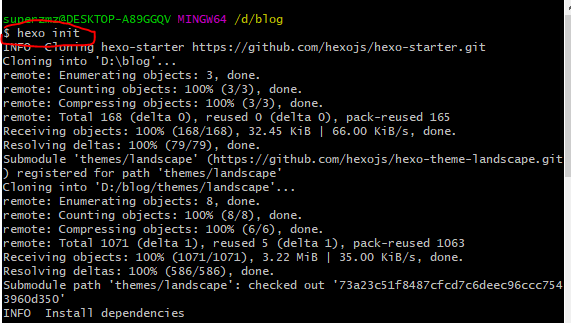 superzmz@DESKTOP-A89GGQV MINGW64 /d/blog
$ hexo init
INFO  Cloning hexo-starter https://github.com/hexojs/hexo-starter.git
Cloning into 'D:\blog'...
remote: Enumerating objects: 3, done.
remote: Counting objects: 100% (3/3), done.
remote: Compressing objects: 100% (3/3), done.
remote: Total 168 (delta 0), reused 0 (delta 0), pack-reused 165
Receiving objects: 100% (168/168), 32.45 KiB | 66.00 KiB/s, done.
Resolving deltas: 100% (79/79), done.
Submodule 'themes/landscape' (https://github.com/hexojs/hexo-theme-landscape.git
) registered for path 'themes/landscape'
Cloning into 'D:/blog/themes/landscape'...
remote: Enumerating objects: 8, done.
remote: Counting objects: 100% (8/8), done.
remote: Compressing objects: 100% (6/6), done.
remote: Total 1071 (delta 1), reused 5 (delta 1), pack-reused 1063
Receiving objects: 100% (1071/1071), 3.22 MiB | 35.00 KiB/s, done.
Resolving deltas: 100% (586/586), done.
Submodule path 'themes/landscape': checked out '73a23c51f8487cfcd7c6deec96ccc754
3960d350'
INFO  Install dependencies